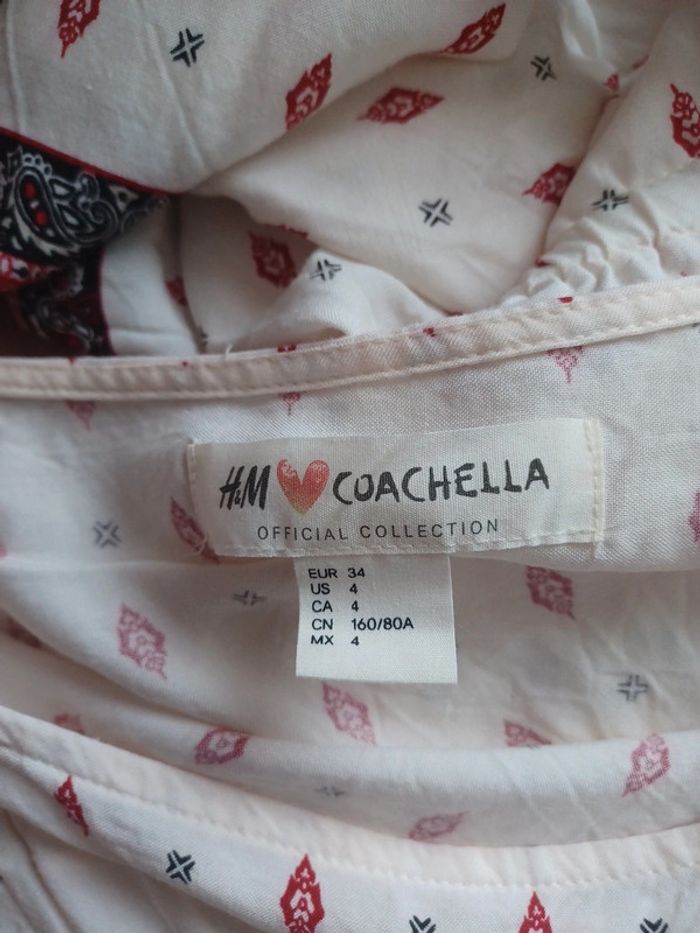 H&M COACHELLA
OFFICIAL COLLECTION
EUR 34
US 4
CA 4
CN 160/80A
MX 4